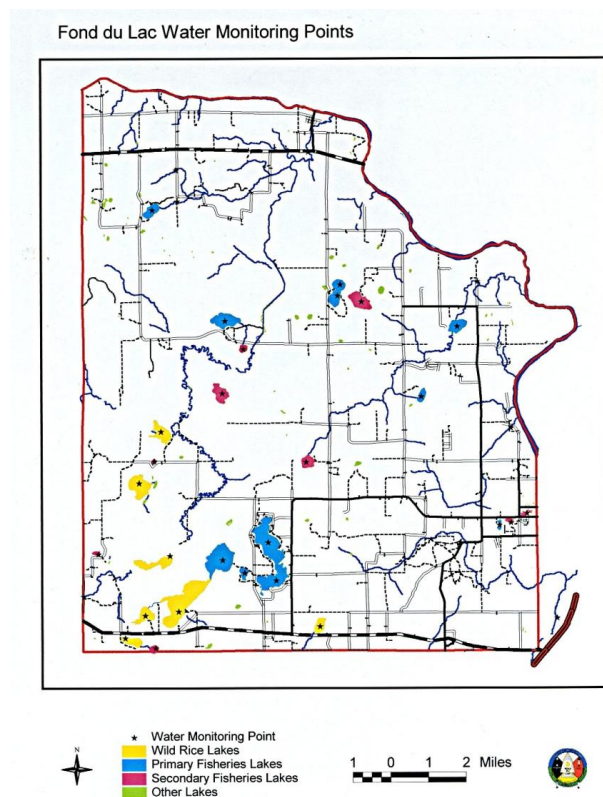 Fond du Lac Water Monitoring Points
N
Water Monitoring Point
Wild Rice Lakes
Primary Fisheries Lakes
Secondary Fisheries Lakes
Other Lakes
1 0 1 2 Miles